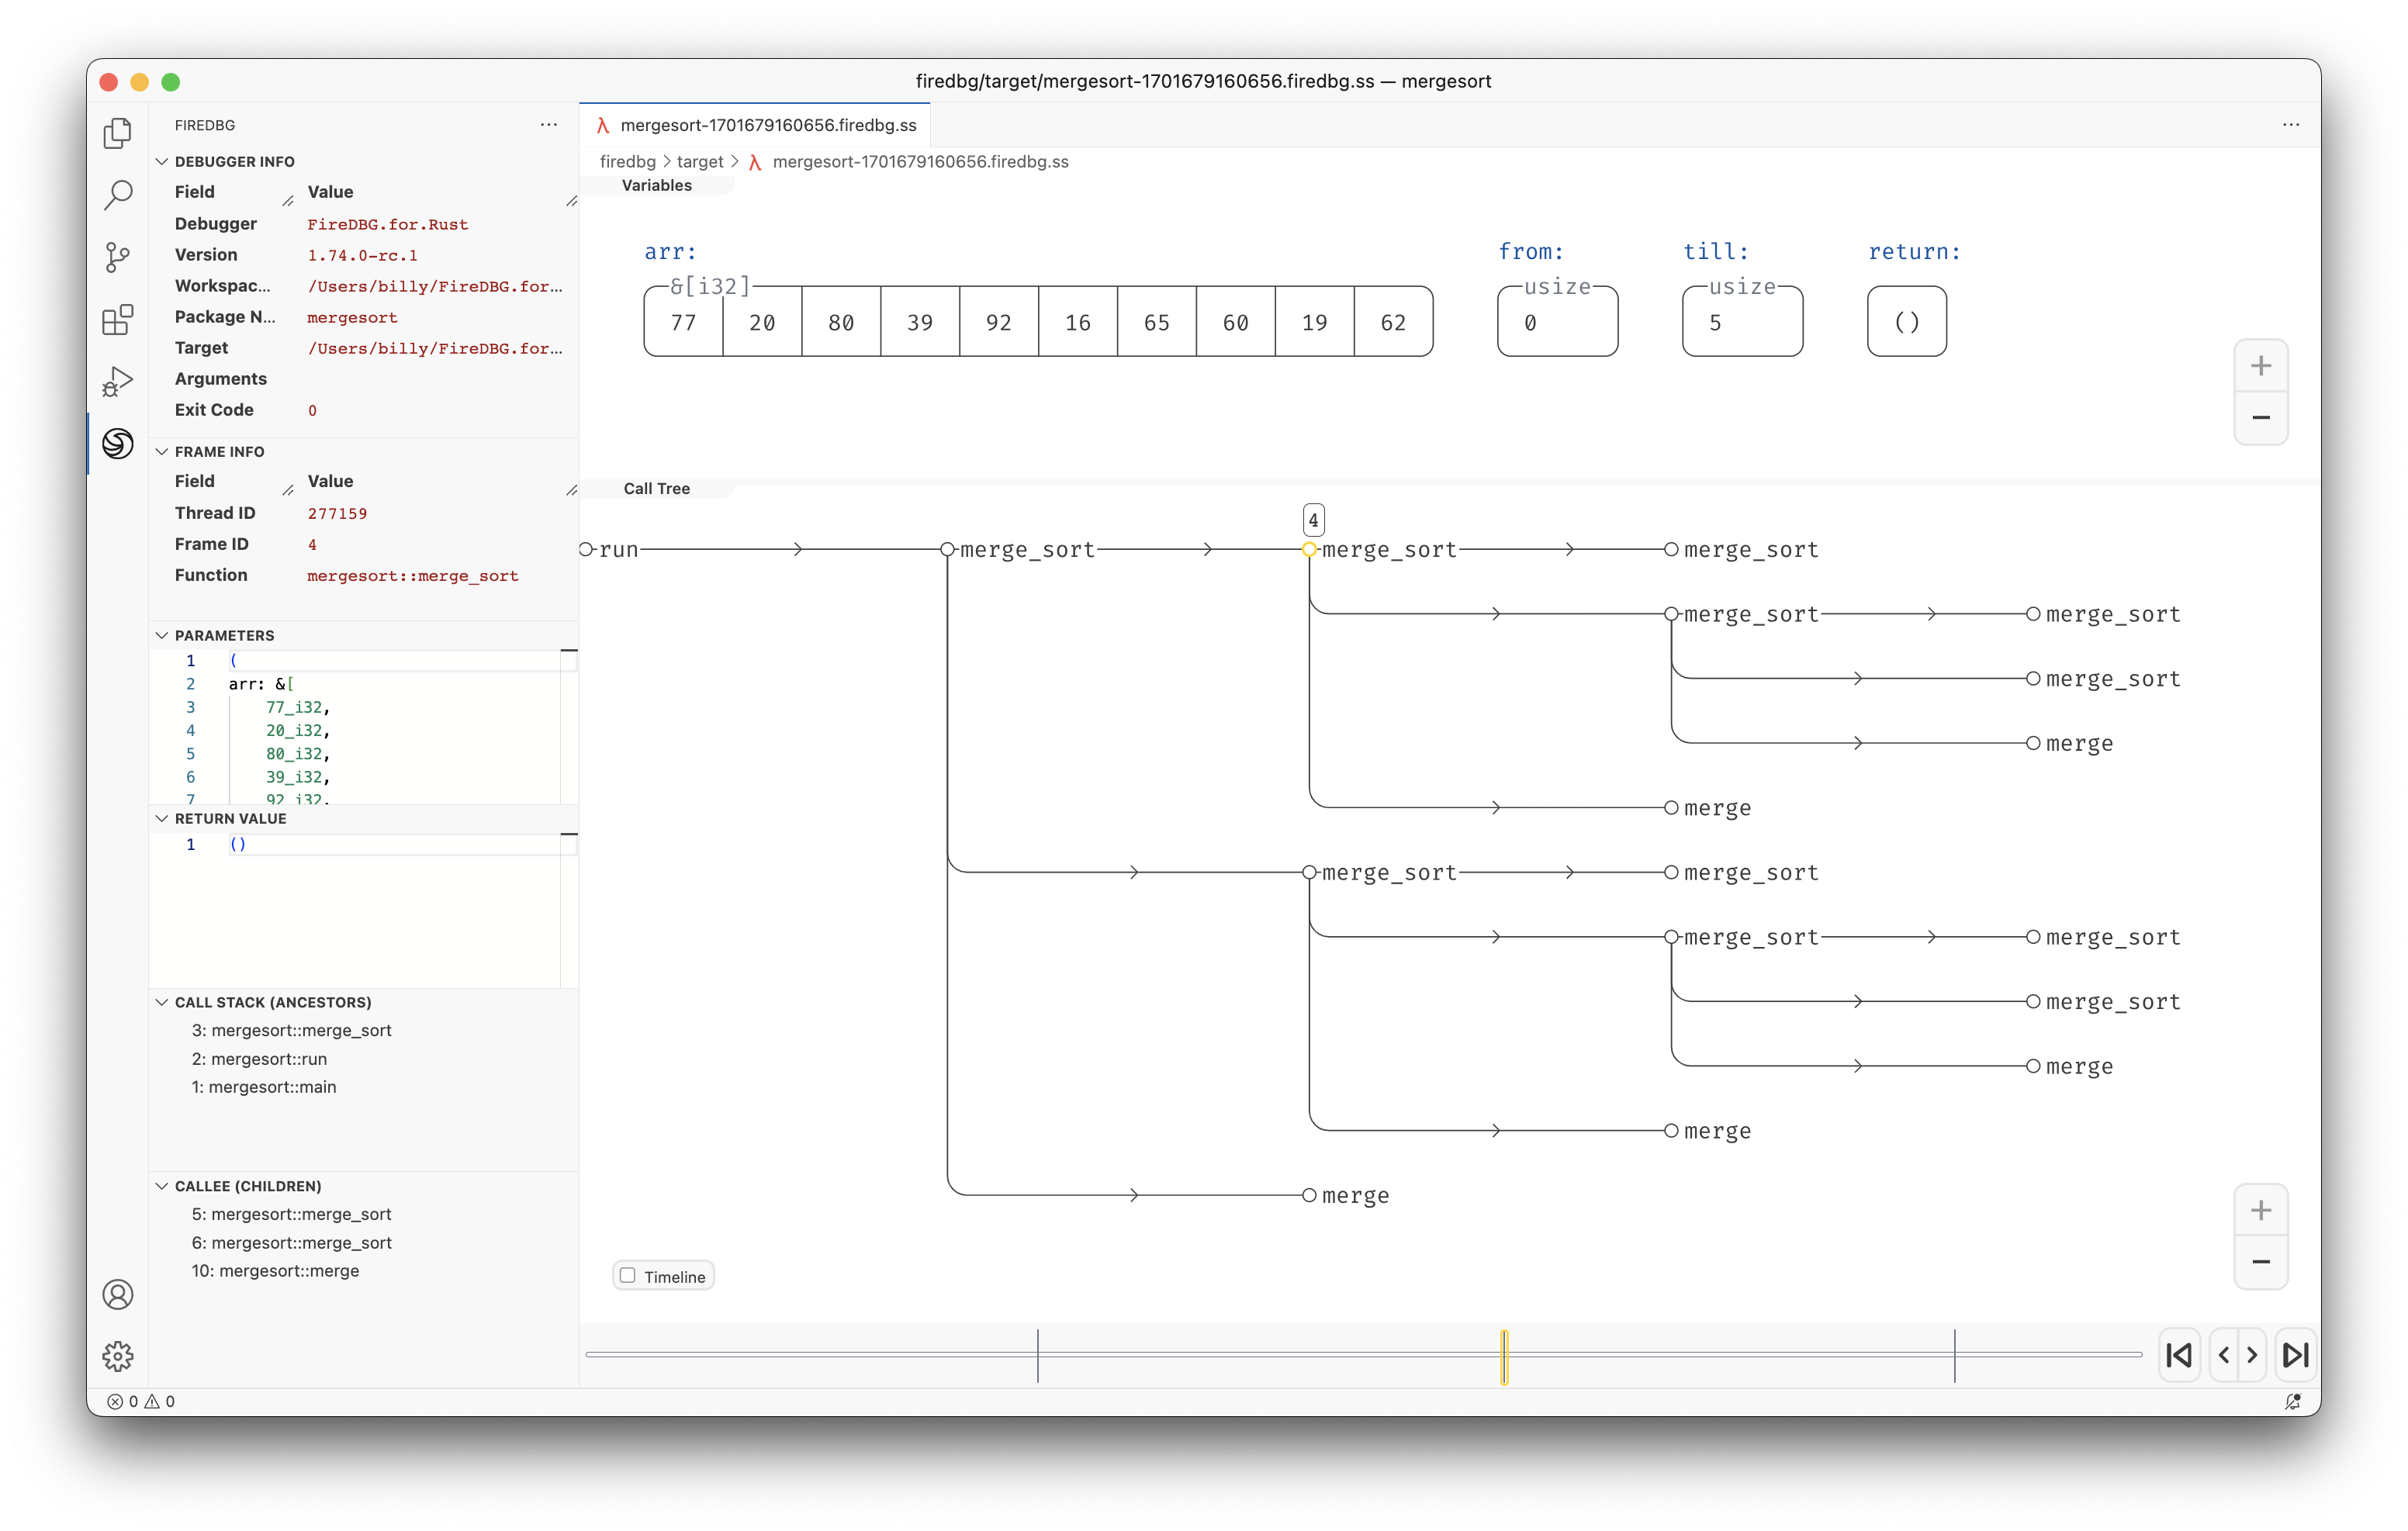 firedbg/target/mergesort-1701679160656.firedbg.ss — mergesort
FIREDBG
DEBUGGER INFO
Field Value
Debugger FireDBG.for.Rust
Version 1.74.0-rc.1
Workspac... /Users/billy/FireDBG.for...
Package N... mergesort
Target /Users/billy/FireDBG.for...
Arguments
Exit Code 0
FRAME INFO
Field Value
Thread ID 277159
Frame ID 4
Function mergesort::merge_sort
PARAMETERS
1 (
2 arr: &[
3 77_i32,
4 20_i32,
5 80_i32,
6 39_i32,
7 92_i32,
RETURN VALUE
1 ()
CALL STACK (ANCESTORS)
3: mergesort::merge_sort
2: mergesort::run
1: mergesort::main
CALLEE (CHILDREN)
5: mergesort::merge_sort
6: mergesort::merge_sort
10: mergesort::merge
0 0
λ mergesort-1701679160656.firedbg.ss
firedbg > target > λ mergesort-1701679160656.firedbg.ss
Variables
arr: from: till: return:
&[i32] usize usize
77 20 80 39 92 16 65 60 19 62 0 5 ()
+
−
Call Tree
4
run merge_sort merge_sort merge_sort
merge_sort merge_sort
merge_sort
merge
merge
merge_sort merge_sort
merge_sort merge_sort
merge_sort
merge
merge
merge
+
−
Timeline